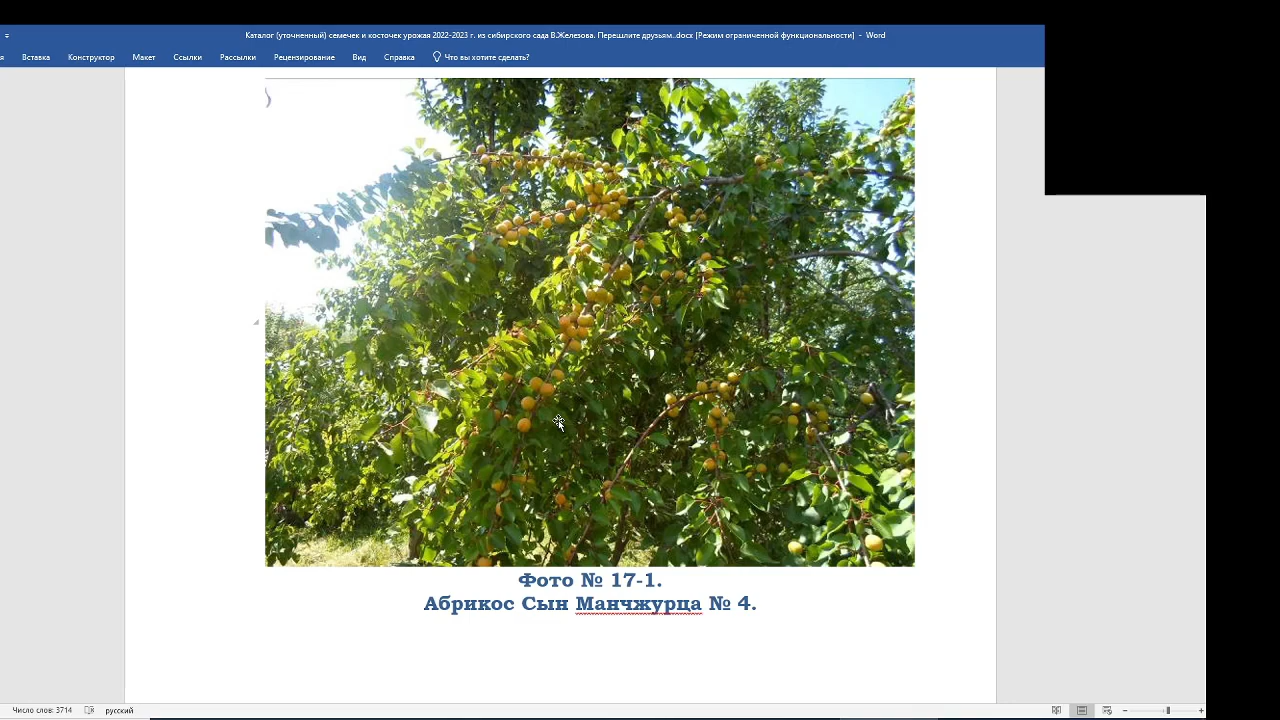 Каталог (уточненный) семечек и косточек урожая 2022-2023 г. из сибирского сада В.Железова. Перешлите друзьям..docx [Режим ограниченной функциональности] - Word
я Вставка Конструктор Макет Ссылки Рассылки Рецензирование Вид Справка Что вы хотите сделать?
Фото № 17-1.
Абрикос Сын Манчжурца № 4.
Число слов: 3714 русский